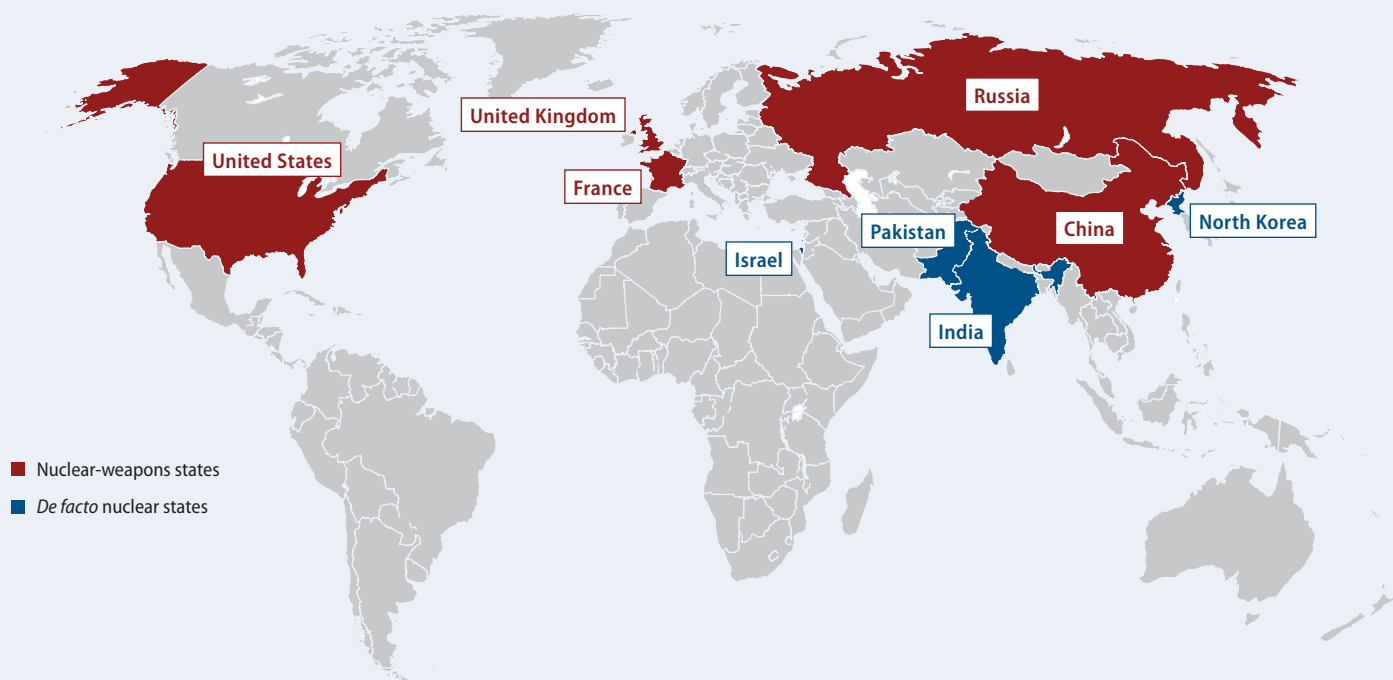 Russia
United Kingdom
United States
France
North Korea
Pakistan
China
Israel
India
Nuclear-weapons states
De facto nuclear states